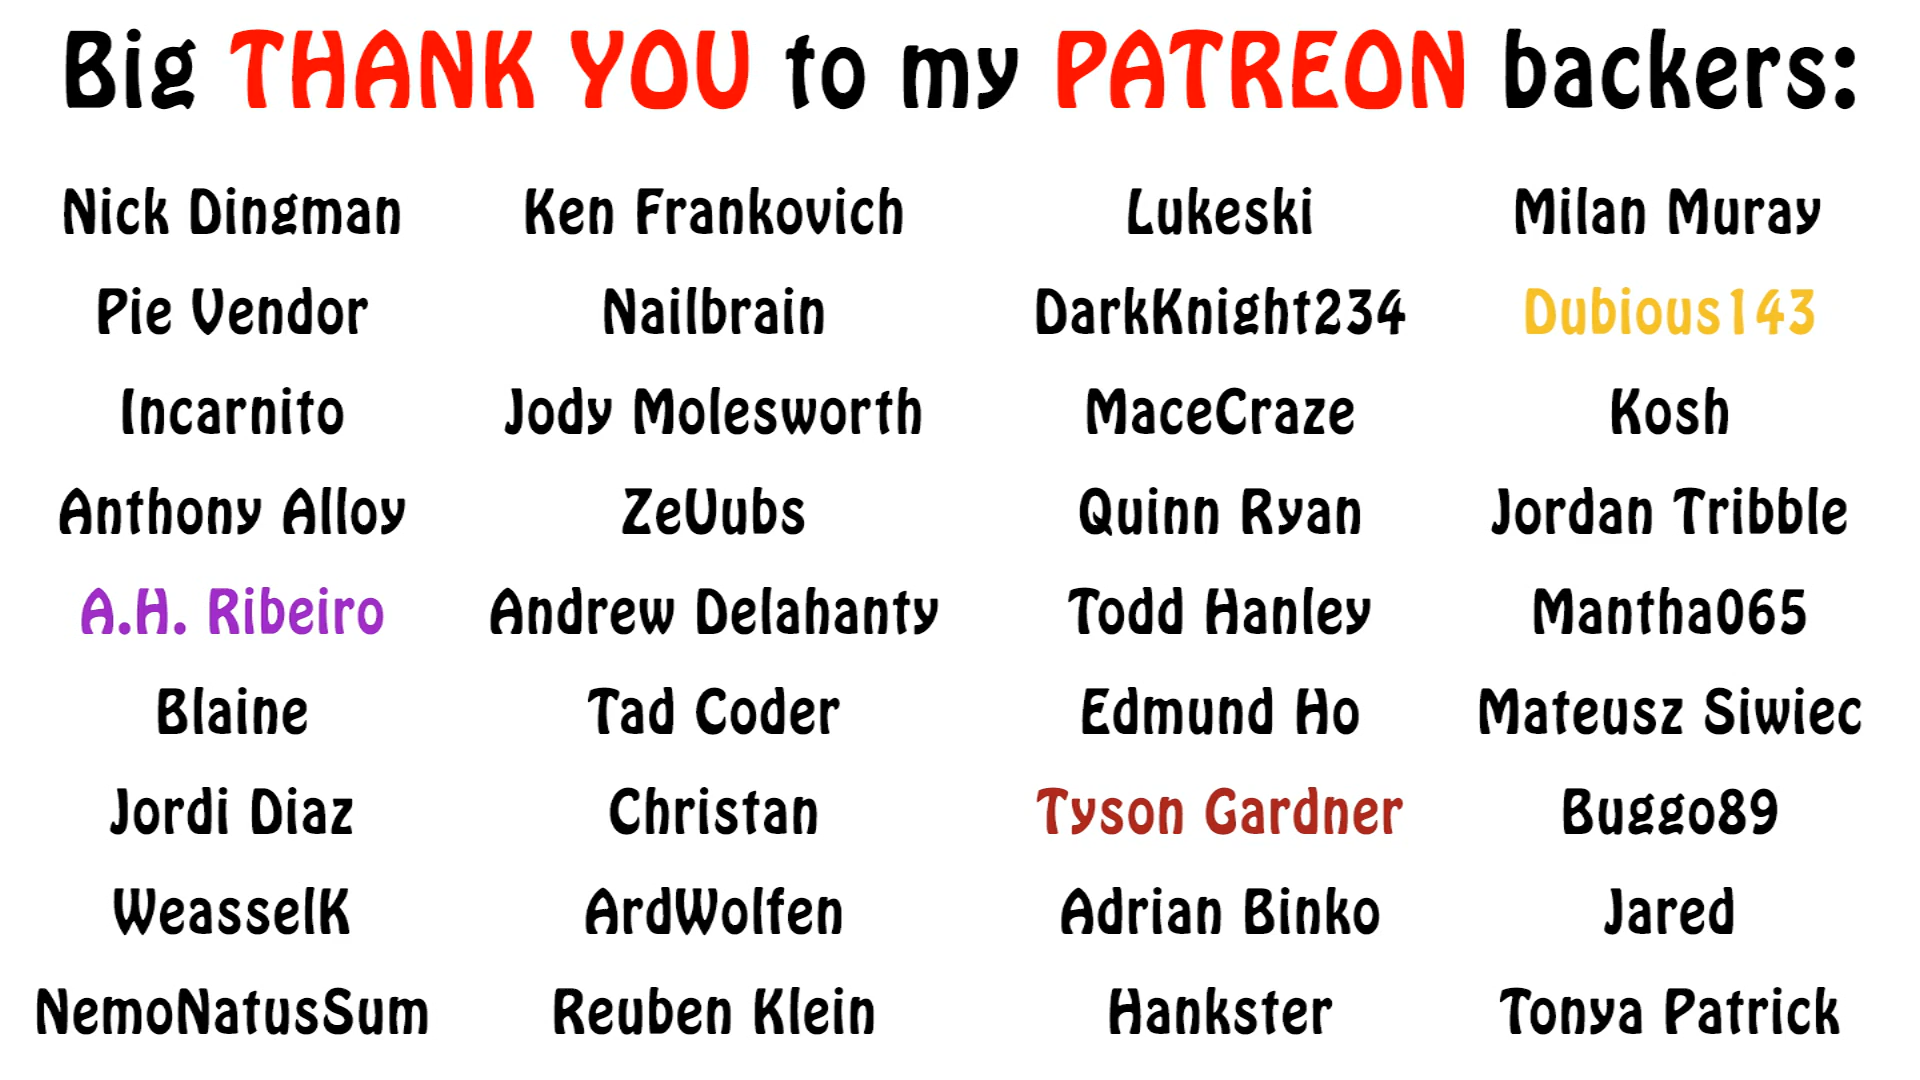 Big THANK YOU to my PATREON backers:
Nick Dingman Ken Frankovich Lukeski Milan Muray
Pie Vendor Nailbrain DarkKnight234 Dubious143
Incarnito Jody Molesworth MaceCraze Kosh
Anthony Alloy ZeUubs Quinn Ryan Jordan Tribble
A.H. Ribeiro Andrew Delahanty Todd Hanley Mantha065
Blaine Tad Coder Edmund Ho Mateusz Siwiec
Jordi Diaz Christan Tyson Gardner Buggo89
WeasselK ArdWolfen Adrian Binko Jared
NemoNatusSum Reuben Klein Hankster Tonya Patrick